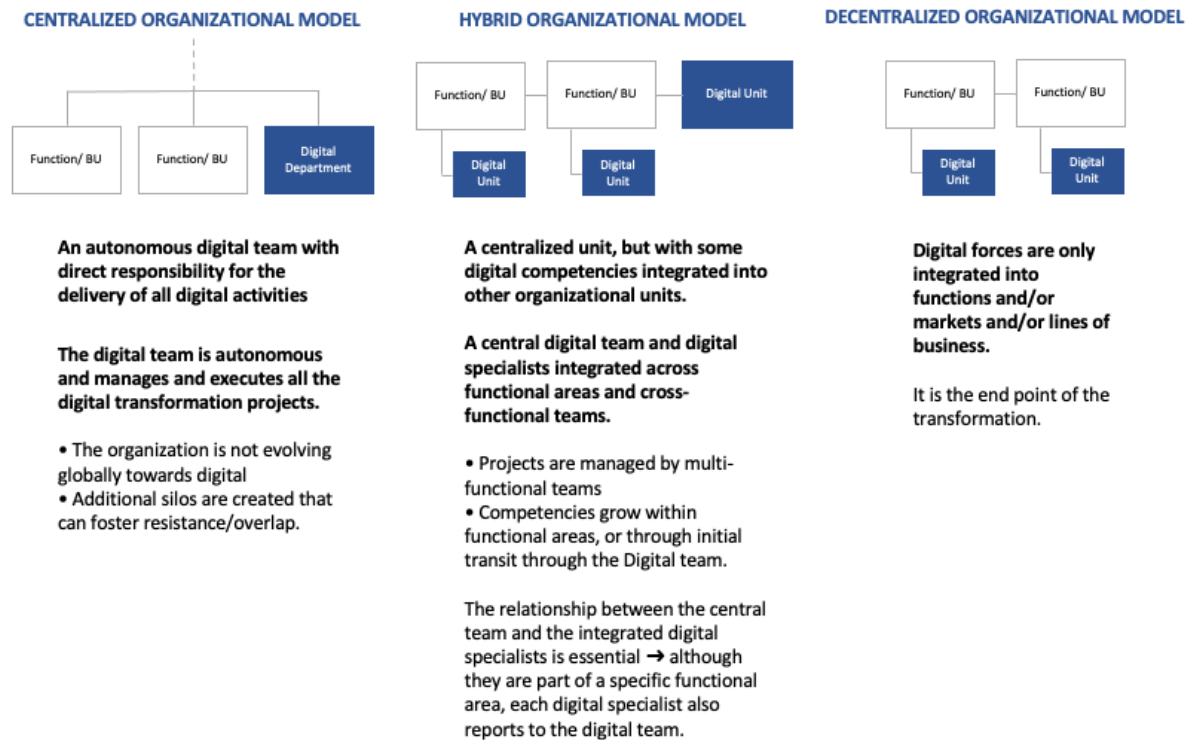 CENTRALIZED ORGANIZATIONAL MODEL
Function/ BU
Function/ BU
Digital
Department
An autonomous digital team with
direct responsibility for the
delivery of all digital activities
The digital team is autonomous
and manages and executes all the
digital transformation projects.
• The organization is not evolving
globally towards digital
• Additional silos are created that
can foster resistance/overlap.
HYBRID ORGANIZATIONAL MODEL
Function/ BU
Function/ BU
Digital Unit
Digital
Unit
Digital
Unit
A centralized unit, but with some
digital competencies integrated into
other organizational units.
A central digital team and digital
specialists integrated across
functional areas and cross-
functional teams.
• Projects are managed by multi-
functional teams
• Competencies grow within
functional areas, or through initial
transit through the Digital team.
The relationship between the central
team and the integrated digital
specialists is essential ➔ although
they are part of a specific functional
area, each digital specialist also
reports to the digital team.
DECENTRALIZED ORGANIZATIONAL MODEL
Function/ BU
Function/ BU
Digital
Unit
Digital
Unit
Digital forces are only
integrated into
functions and/or
markets and/or lines of
business.
It is the end point of the
transformation.